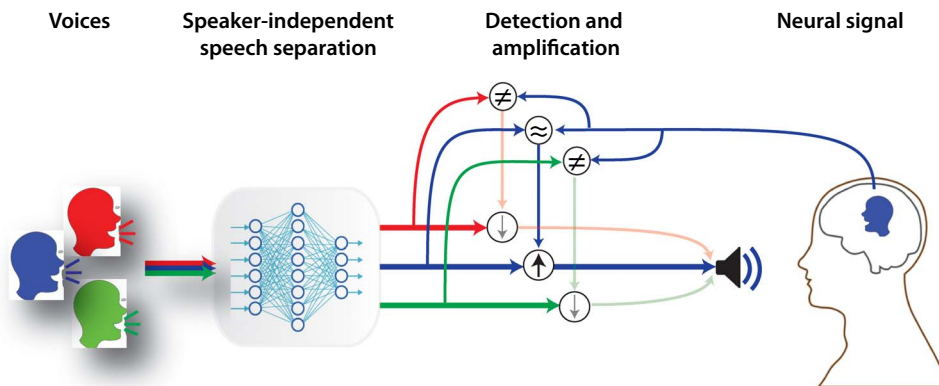 Voices
Speaker-independent
speech separation
Detection and
amplification
Neural signal
≠
≈
≠
↓
↑
↓